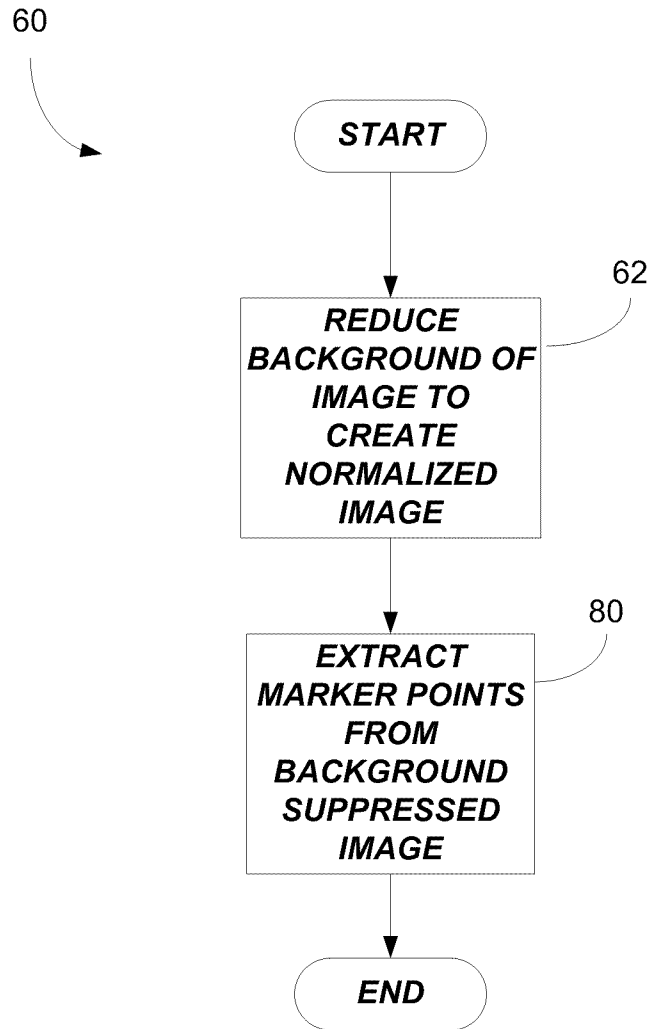 60
START
62
REDUCE
BACKGROUND OF
IMAGE TO
CREATE
NORMALIZED
IMAGE
80
EXTRACT
MARKER POINTS
FROM
BACKGROUND
SUPPRESSED
IMAGE
END